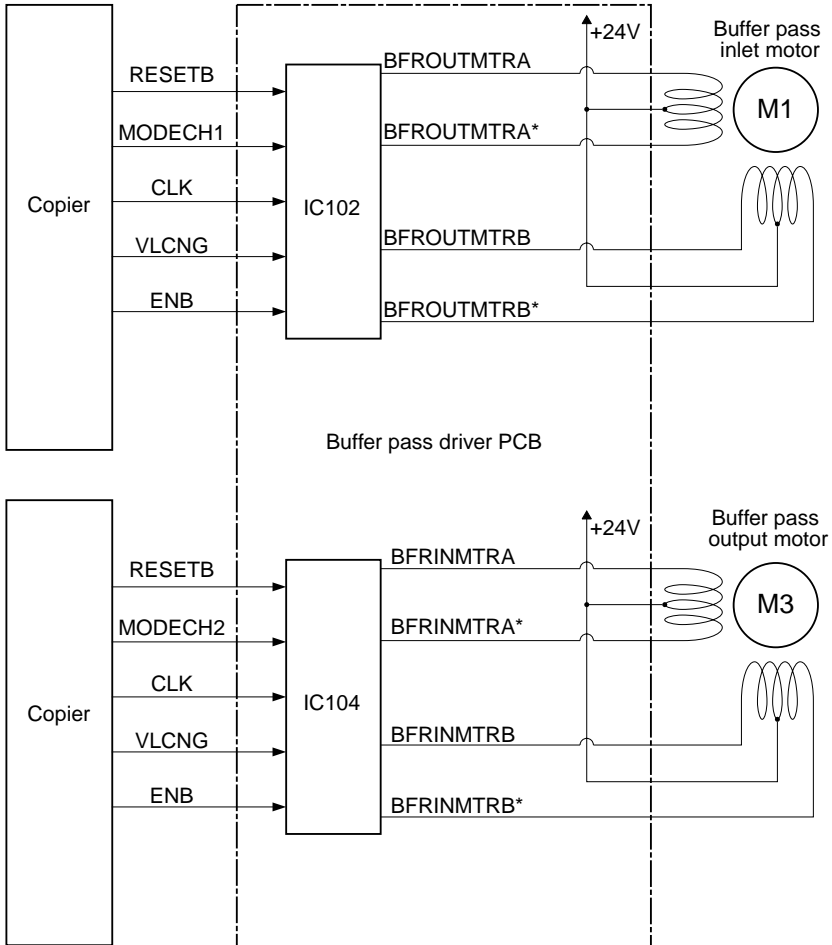 +24V
Buffer pass
inlet motor
BFROUTMTRA
RESETB
M1
MODECH1
BFROUTMTRA*
CLK
Copier
IC102
VLCNG
BFROUTMTRB
ENB
BFROUTMTRB*
Buffer pass driver PCB
+24V
Buffer pass
output motor
BFRINMTRA
RESETB
M3
MODECH2
BFRINMTRA*
CLK
Copier
IC104
VLCNG
BFRINMTRB
ENB
BFRINMTRB*